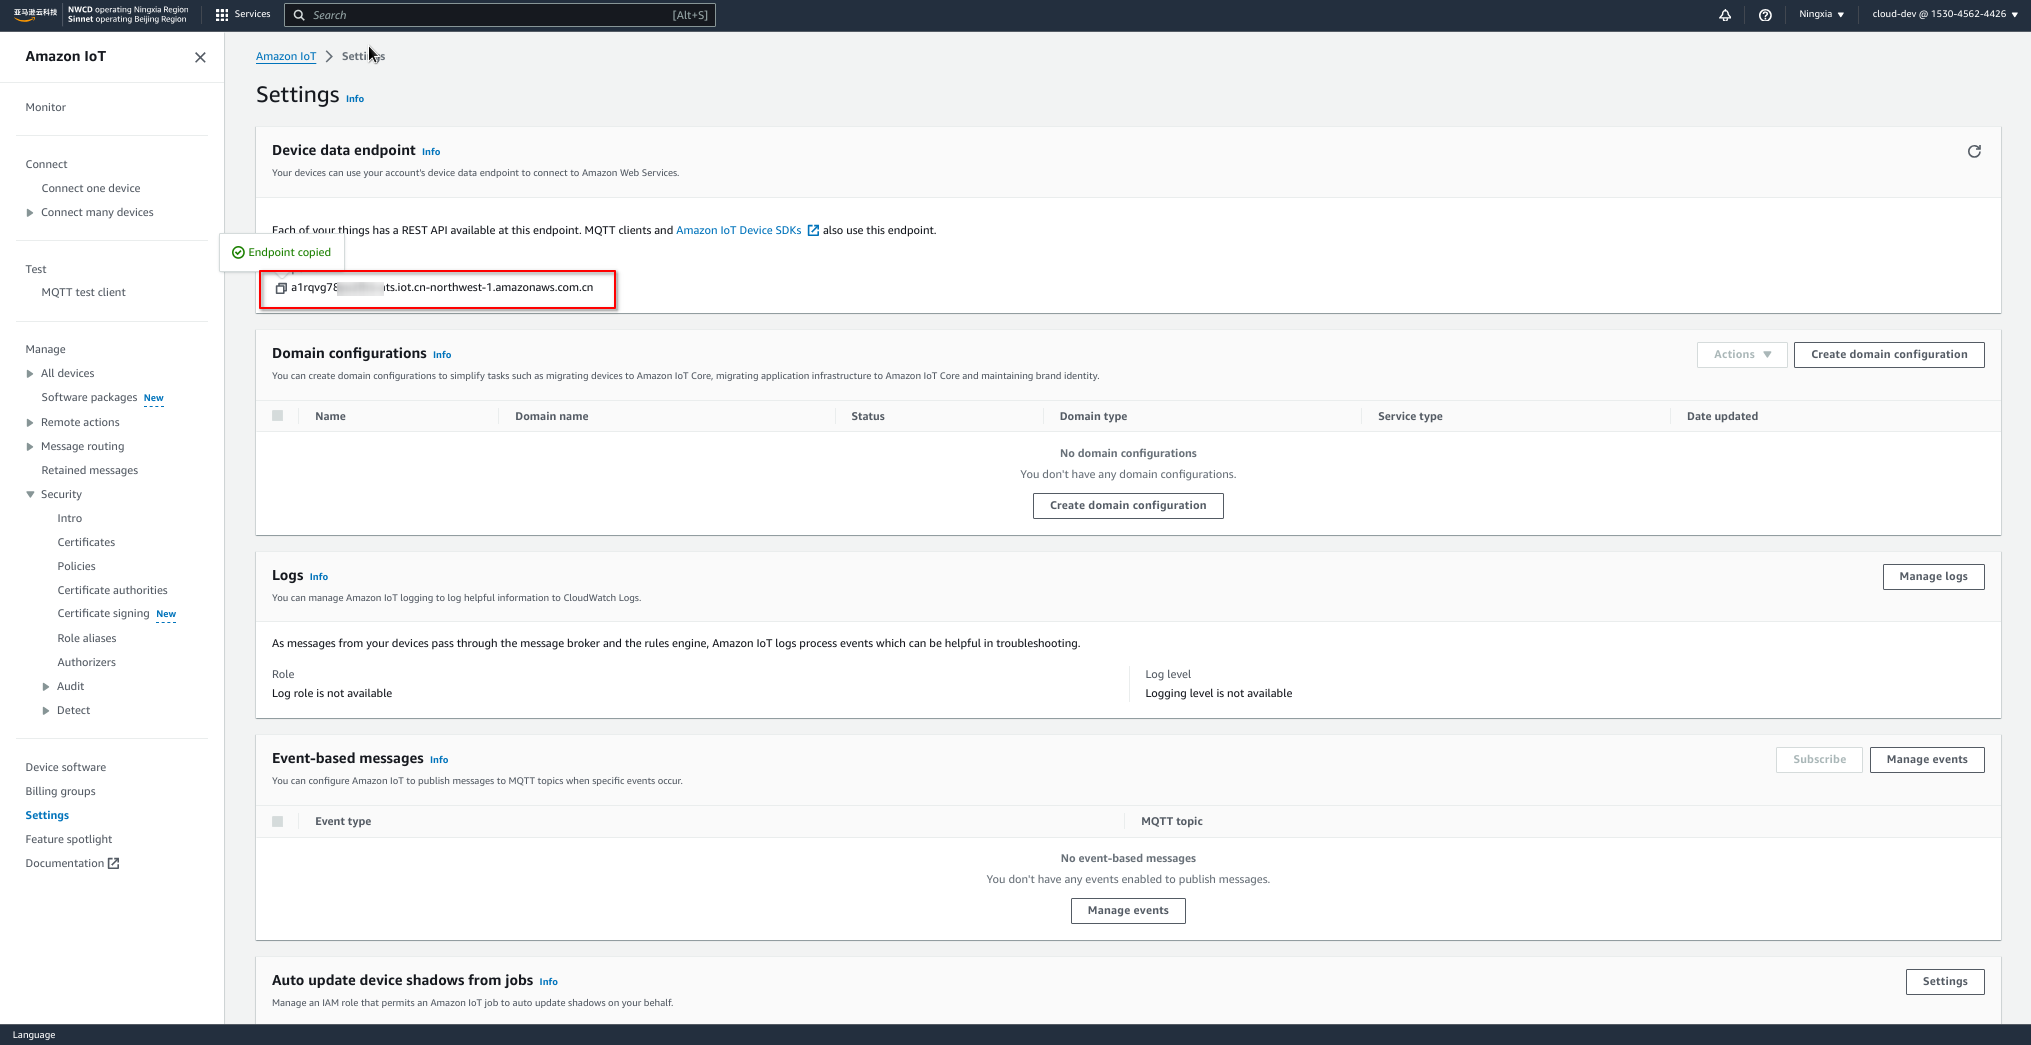 亚马逊云科技
NWCD operating Ningxia Region
Sinnet operating Beijing Region
Services
Search
[Alt+S]
Ningxia
cloud-dev @ 1530-4562-4426
Amazon IoT
Monitor
Connect
Connect one device
Connect many devices
Test
MQTT test client
Manage
All devices
Software packages New
Remote actions
Message routing
Retained messages
Security
Intro
Certificates
Policies
Certificate authorities
Certificate signing New
Role aliases
Authorizers
Audit
Detect
Device software
Billing groups
Settings
Feature spotlight
Documentation
Amazon IoT
Settings
Settings Info
Device data endpoint Info
Your devices can use your account's device data endpoint to connect to Amazon Web Services.
Each of your things has a REST API available at this endpoint. MQTT clients and Amazon IoT Device SDKs also use this endpoint.
Endpoint copied
a1rqvg78 ts.iot.cn-northwest-1.amazonaws.com.cn
Domain configurations Info
You can create domain configurations to simplify tasks such as migrating devices to Amazon IoT Core, migrating application infrastructure to Amazon IoT Core and maintaining brand identity.
Actions
Create domain configuration
Name Domain name Status Domain type Service type Date updated
No domain configurations
You don't have any domain configurations.
Create domain configuration
Logs Info
You can manage Amazon IoT logging to log helpful information to CloudWatch Logs.
Manage logs
As messages from your devices pass through the message broker and the rules engine, Amazon IoT logs process events which can be helpful in troubleshooting.
Role
Log role is not available
Log level
Logging level is not available
Event-based messages Info
You can configure Amazon IoT to publish messages to MQTT topics when specific events occur.
Subscribe
Manage events
Event type MQTT topic
No event-based messages
You don't have any events enabled to publish messages.
Manage events
Auto update device shadows from jobs Info
Manage an IAM role that permits an Amazon IoT job to auto update shadows on your behalf.
Settings
Language